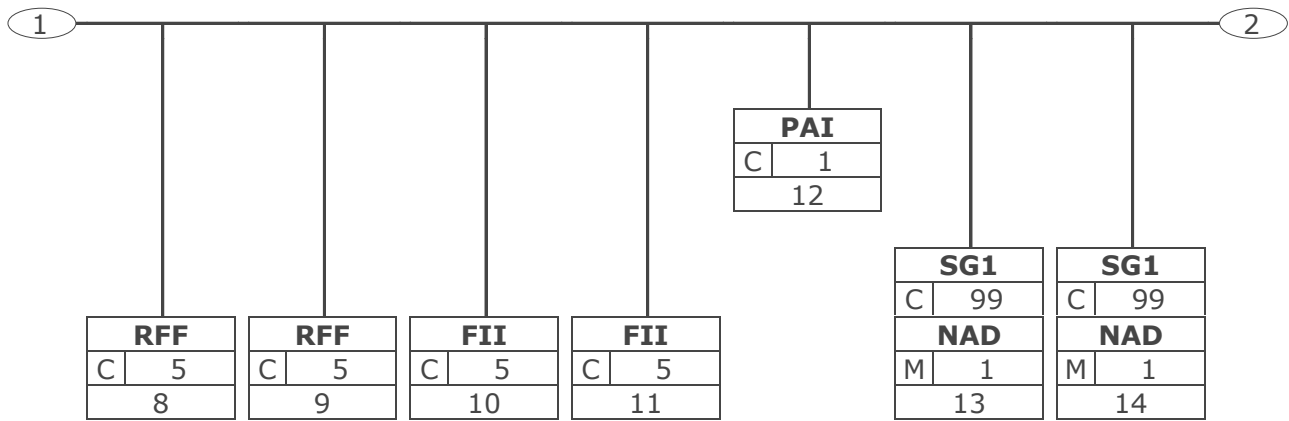 1 2
PAI
C 1
12
SG1 SG1
C 99 C 99
RFF RFF FII FII NAD NAD
C 5 C 5 C 5 C 5 M 1 M 1
8 9 10 11 13 14